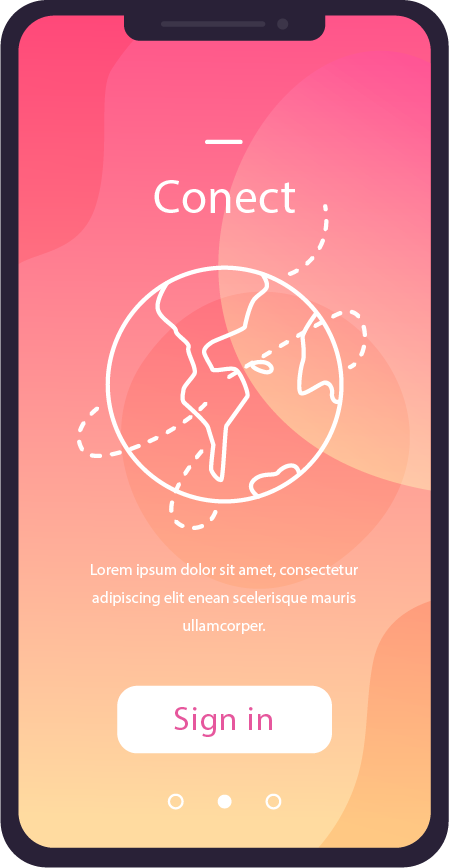 Conect
Lorem ipsum dolor sit amet, consectetur
adipiscing elit enean scelerisque mauris
ullamcorper.
Sign in